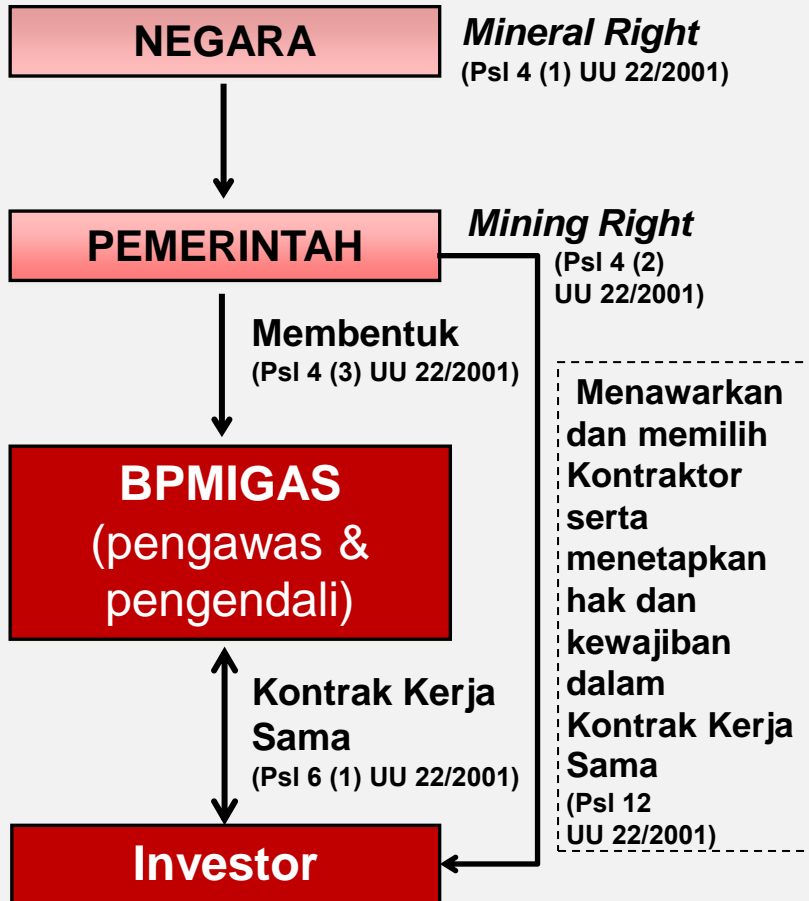 NEGARA
Mineral Right
(Psl 4 (1) UU 22/2001)
PEMERINTAH
Mining Right
(Psl 4 (2)
UU 22/2001)
Membentuk
(Psl 4 (3) UU 22/2001)
BPMIGAS
(pengawas &
pengendali)
Menawarkan
dan memilih
Kontraktor
serta
menetapkan
hak dan
kewajiban
dalam
Kontrak Kerja
Sama
(Psl 12
UU 22/2001)
Kontrak Kerja
Sama
(Psl 6 (1) UU 22/2001)
Investor